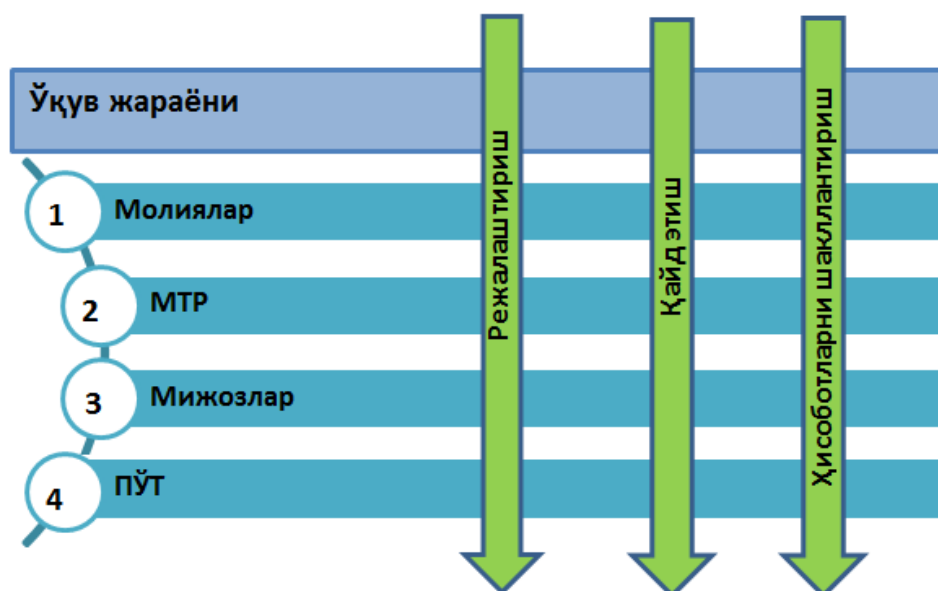 Ўқув жараёни
1 Молиялар
2 МТР
3 Мижозлар
4 ПЎТ
Режалаштириш
Қайд этиш
Ҳисоботларни шакллантириш